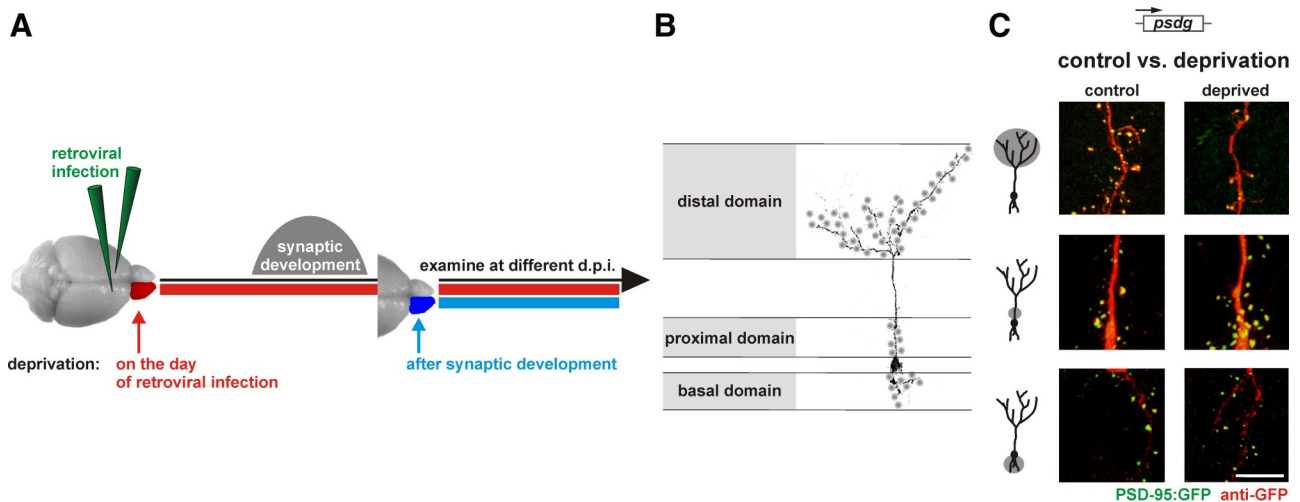 A
retroviral
infection
synaptic
development
examine at different d.p.i.
deprivation:
on the day
of retroviral infection
after synaptic development
B
distal domain
proximal domain
basal domain
C
psdg
control vs. deprivation
control
deprived
PSD-95:GFP anti-GFP